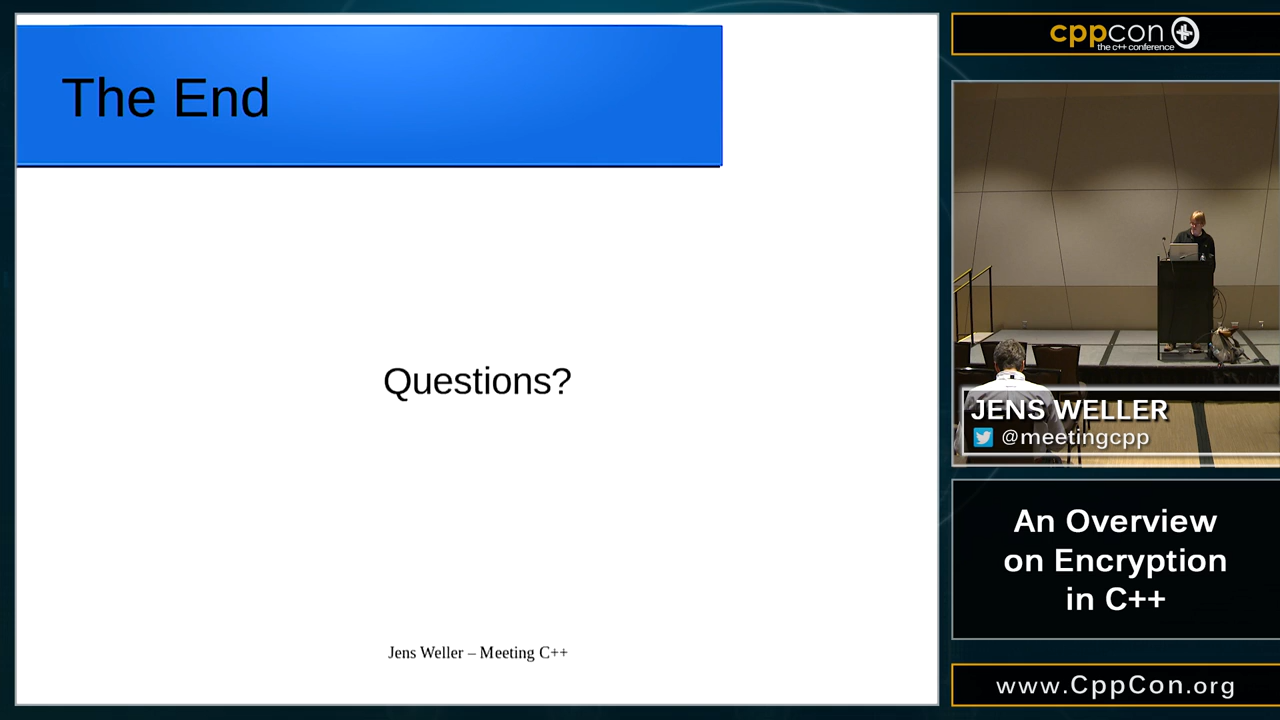 The End
Questions?
Jens Weller – Meeting C++
cppcon
the c++ conference
JENS WELLER
@meetingcpp
An Overview
on Encryption
in C++
www.CppCon.org